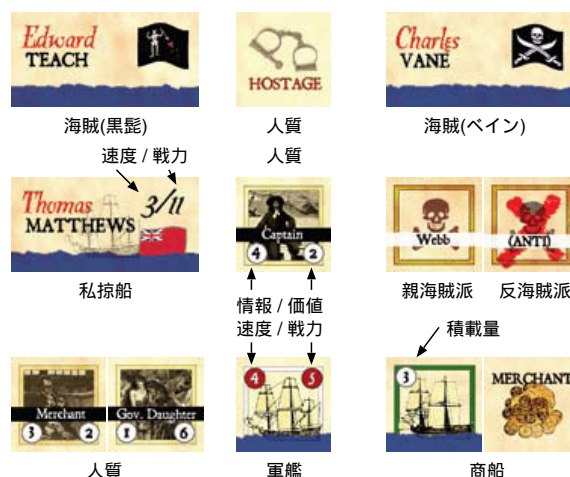 Edward
TEACH
HOSTAGE
Charles
VANE
海賊(黒髭)
人質
海賊(ベイン)
速度 / 戦力
人質
Thomas
MATTHEWS
3/11
Captain
4
2
Webb
(ANTI)
私掠船
情報 / 価値
速度 / 戦力
親海賊派
反海賊派
積載量
Merchant
3
2
Gov. Daughter
1
6
4
5
3
MERCHANT
人質
軍艦
商船